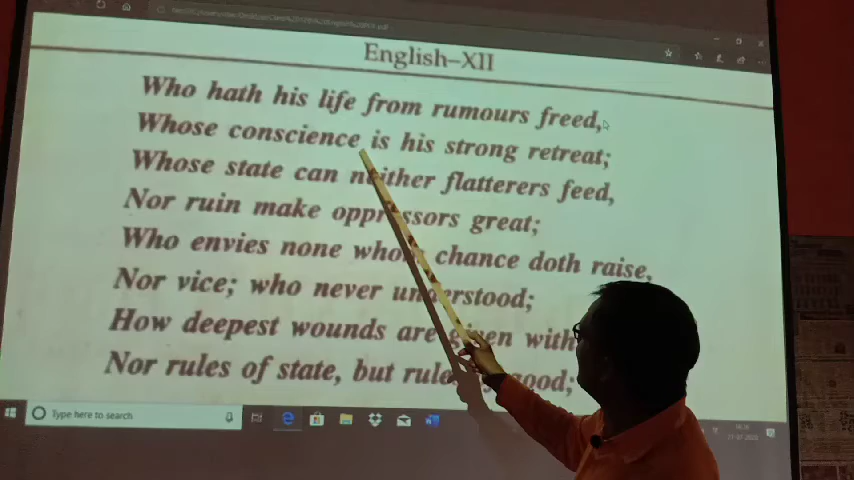 English–XII
Who hath his life from rumours freed,
Whose conscience is his strong retreat;
Whose state can neither flatterers feed,
Nor ruin make oppressors great;
Who envies none whom chance doth raise,
Nor vice; who never understood;
How deepest wounds are given with
Nor rules of state, but rules good;
Type here to search